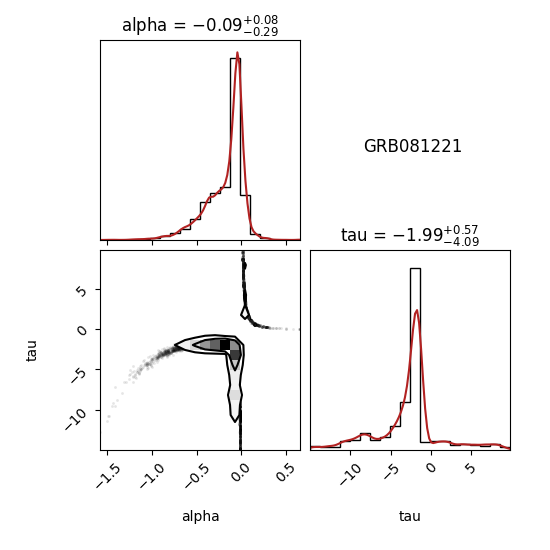 alpha = −0.09+0.08−0.29
GRB081221
tau = −1.99+0.57−4.09
5
0
−5
−10
tau
−1.5 −1.0 −0.5 0.0 0.5
−10 −5 0 5
alpha tau